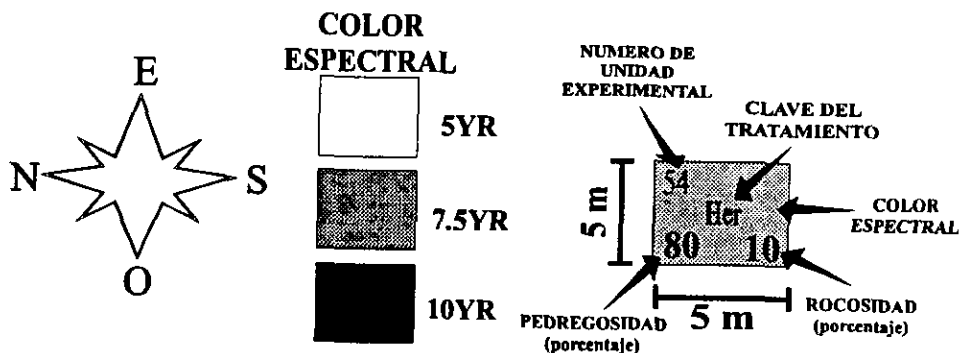 E
N
S
O
COLOR
ESPECTRAL
5YR
7.5YR
10YR
NUMERO DE
UNIDAD
EXPERIMENTAL
CLAVE DEL
TRATAMIENTO
54
Her
80
10
5 m
COLOR
ESPECTRAL
PEDREGOSIDAD
(porcentaje)
5 m
ROCOSIDAD
(porcentaje)